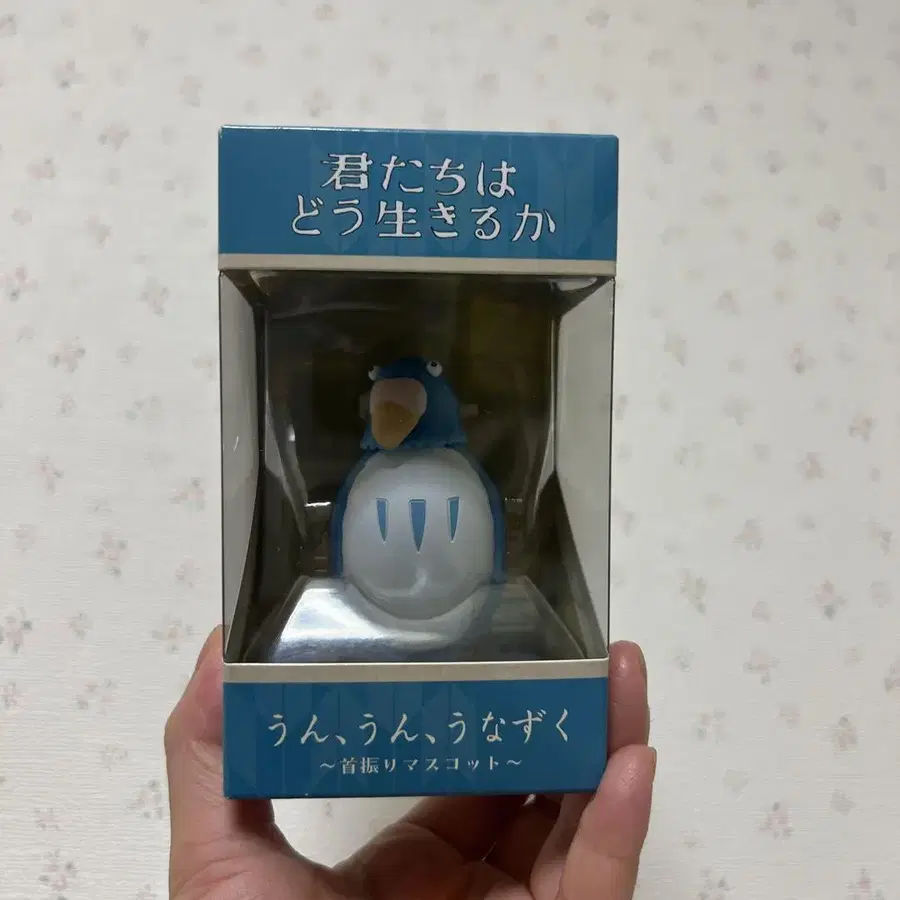 君たちは
どう生きるか
うん、うん、うなずく
～首振りマスコット～